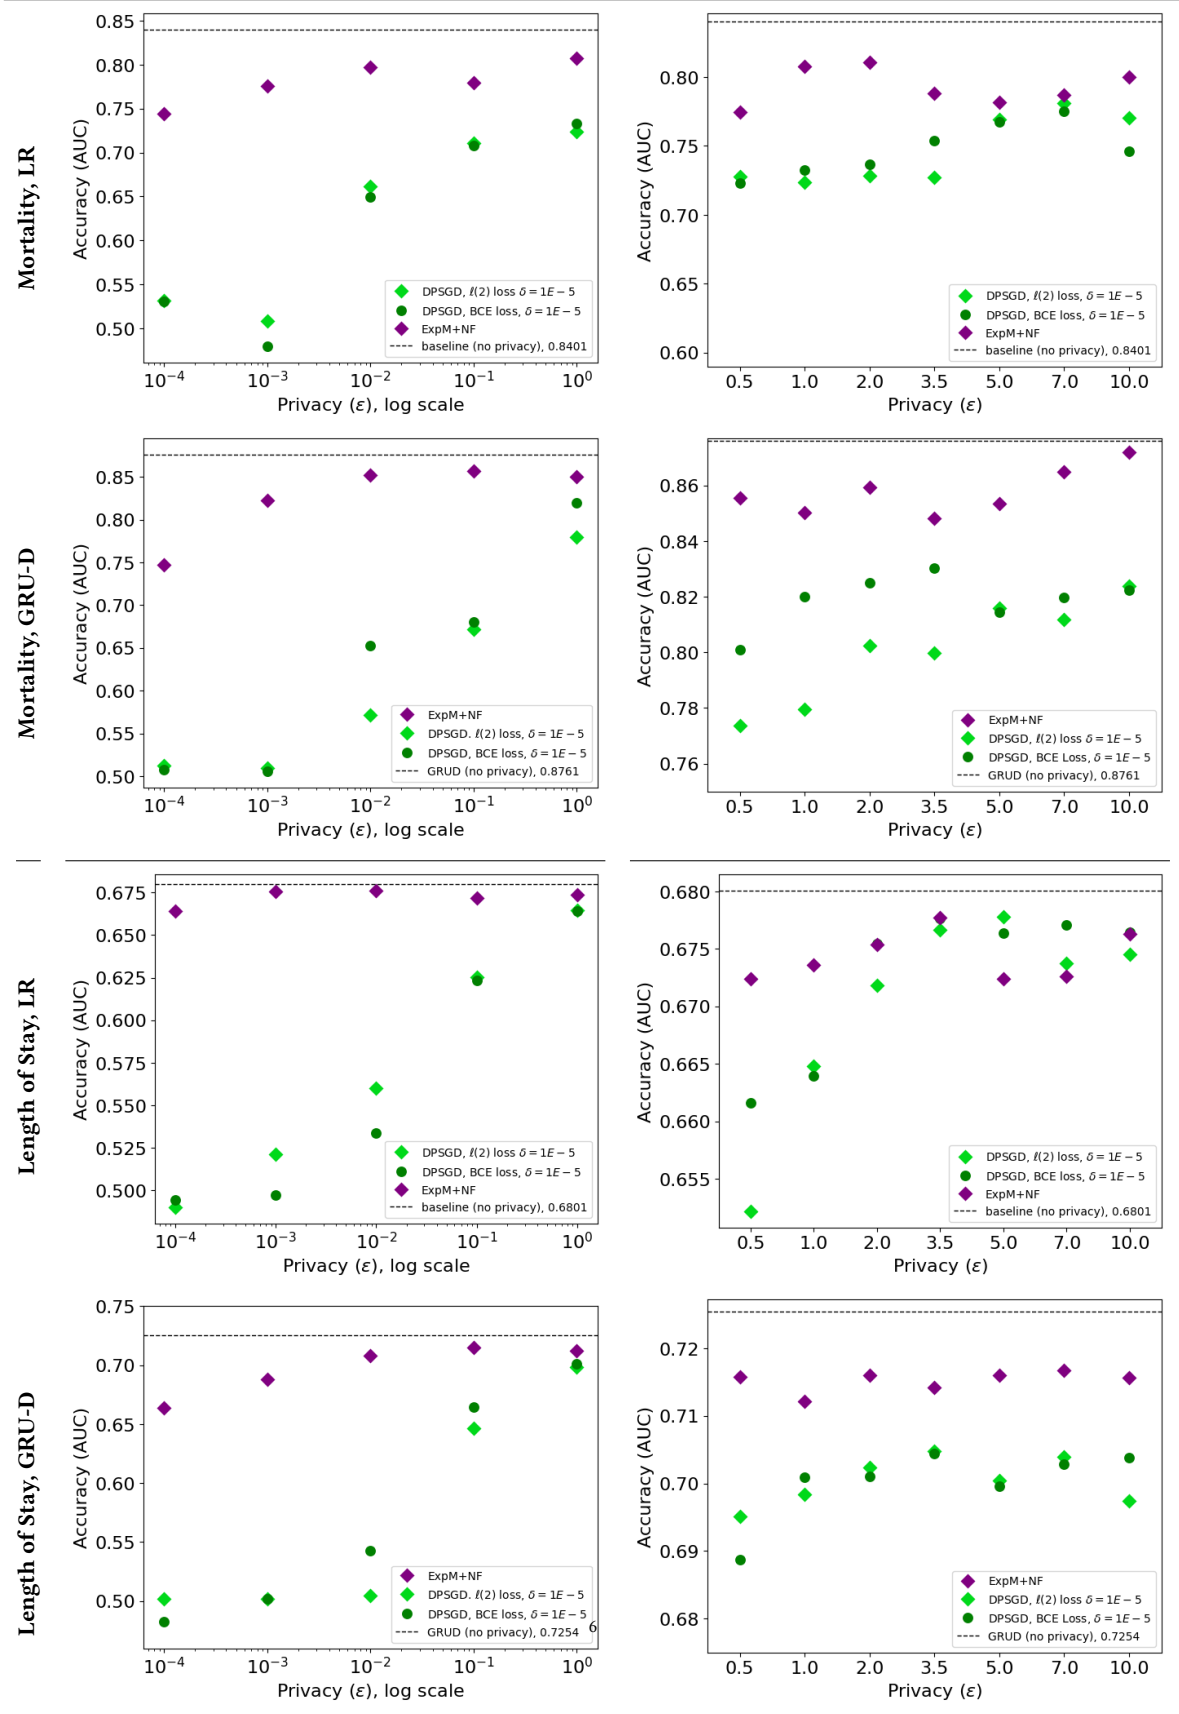 Mortality, LR
Accuracy (AUC)
0.85
0.80
0.75
0.70
0.65
0.60
0.55
0.50
DPSGD, ℓ(2) loss δ = 1E − 5
DPSGD, BCE loss, δ = 1E − 5
ExpM+NF
baseline (no privacy), 0.8401
10⁻⁴ 10⁻³ 10⁻² 10⁻¹ 10⁰
Privacy (ε), log scale
Accuracy (AUC)
0.80
0.75
0.70
0.65
0.60
DPSGD, ℓ(2) loss, δ = 1E − 5
DPSGD, BCE loss, δ = 1E − 5
ExpM+NF
baseline (no privacy), 0.8401
0.5 1.0 2.0 3.5 5.0 7.0 10.0
Privacy (ε)
Mortality, GRU-D
Accuracy (AUC)
0.85
0.80
0.75
0.70
0.65
0.60
0.55
0.50
ExpM+NF
DPSGD. ℓ(2) loss, δ = 1E − 5
DPSGD, BCE loss, δ = 1E − 5
GRUD (no privacy), 0.8761
10⁻⁴ 10⁻³ 10⁻² 10⁻¹ 10⁰
Privacy (ε), log scale
Accuracy (AUC)
0.86
0.84
0.82
0.80
0.78
0.76
ExpM+NF
DPSGD, ℓ(2) loss δ = 1E − 5
DPSGD, BCE Loss, δ = 1E − 5
GRUD (no privacy), 0.8761
0.5 1.0 2.0 3.5 5.0 7.0 10.0
Privacy (ε)
Length of Stay, LR
Accuracy (AUC)
0.675
0.650
0.625
0.600
0.575
0.550
0.525
0.500
DPSGD, ℓ(2) loss δ = 1E − 5
DPSGD, BCE loss, δ = 1E − 5
ExpM+NF
baseline (no privacy), 0.6801
10⁻⁴ 10⁻³ 10⁻² 10⁻¹ 10⁰
Privacy (ε), log scale
Accuracy (AUC)
0.680
0.675
0.670
0.665
0.660
0.655
DPSGD, ℓ(2) loss, δ = 1E − 5
DPSGD, BCE loss, δ = 1E − 5
ExpM+NF
baseline (no privacy), 0.6801
0.5 1.0 2.0 3.5 5.0 7.0 10.0
Privacy (ε)
Length of Stay, GRU-D
Accuracy (AUC)
0.75
0.70
0.65
0.60
0.55
0.50
ExpM+NF
DPSGD. ℓ(2) loss, δ = 1E − 5
DPSGD, BCE loss, δ = 1E − 5
GRUD (no privacy), 0.7254
6
10⁻⁴ 10⁻³ 10⁻² 10⁻¹ 10⁰
Privacy (ε), log scale
Accuracy (AUC)
0.72
0.71
0.70
0.69
0.68
ExpM+NF
DPSGD, ℓ(2) loss δ = 1E − 5
DPSGD, BCE Loss, δ = 1E − 5
GRUD (no privacy), 0.7254
0.5 1.0 2.0 3.5 5.0 7.0 10.0
Privacy (ε)